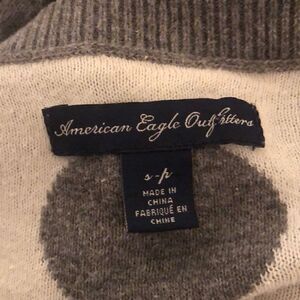 American Eagle Outfitters
s-p
MADE IN
CHINA
FABRIQUÉ EN
CHINE